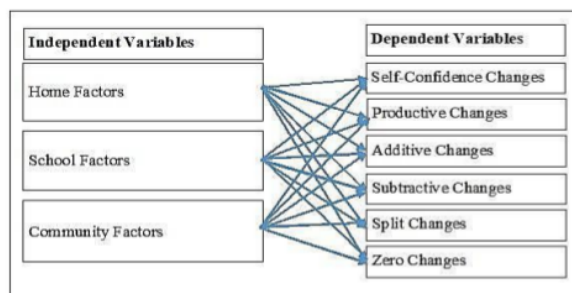 Independent Variables
Home Factors
School Factors
Community Factors
Dependent Variables
Self-Confidence Changes
Productive Changes
Additive Changes
Subtractive Changes
Split Changes
Zero Changes